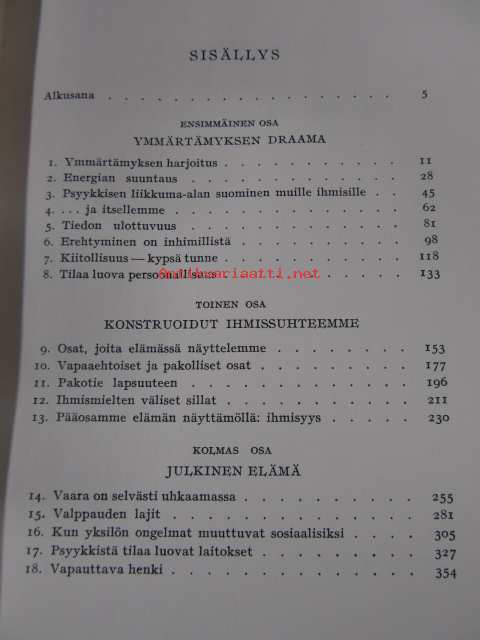 SISÄLLYS
Alkusana . . . . . . . . . . . . . . . . . . 5
ENSIMMÄINEN OSA
YMMÄRTÄMYKSEN DRAAMA
1. Ymmärtämyksen harjoitus . . . . . . . . . . . 11
2. Energian suuntaus . . . . . . . . . . . . . 28
3. Psyykkisen liikkuma-alan suominen muille ihmisille . . 45
4. ... ja itsellemme . . . . . . . . . . . . . 62
5. Tiedon ulottuvuus . . . . . . . . . . . . . 81
6. Erehtyminen on inhimillistä . . . . . . . . . . 98
7. Kiitollisuus — kypsä tunne . . . . . . . . . . 118
8. Tilaa luova persoonallisuus . . . . . . . . . . 133
Antikvariaatti.net
TOINEN OSA
KONSTRUOIDUT IHMISSUHTEEMME
9. Osat, joita elämässä näyttelemme . . . . . . . . 153
10. Vapaaehtoiset ja pakolliset osat . . . . . . . . 177
11. Pakotie lapsuuteen . . . . . . . . . . . . 196
12. Ihmismielten väliset sillat . . . . . . . . . . 211
13. Pääosamme elämän näyttämöllä: ihmisyys . . . . . 230
KOLMAS OSA
JULKINEN ELÄMÄ
14. Vaara on selvästi uhkaamassa . . . . . . . . . 255
15. Valppauden lajit . . . . . . . . . . . . . 281
16. Kun yksilön ongelmat muuttuvat sosiaalisiksi . . . . 305
17. Psyykkistä tilaa luovat laitokset . . . . . . . . 327
18. Vapauttava henki . . . . . . . . . . . . . 354